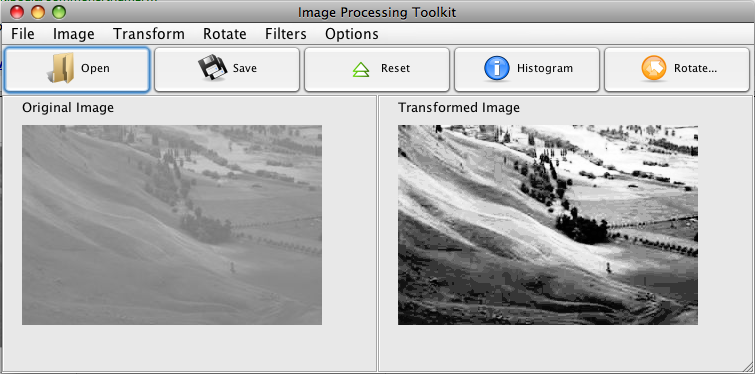 Image Processing Toolkit
File Image Transform Rotate Filters Options
Open Save Reset Histogram Rotate...
Original Image Transformed Image